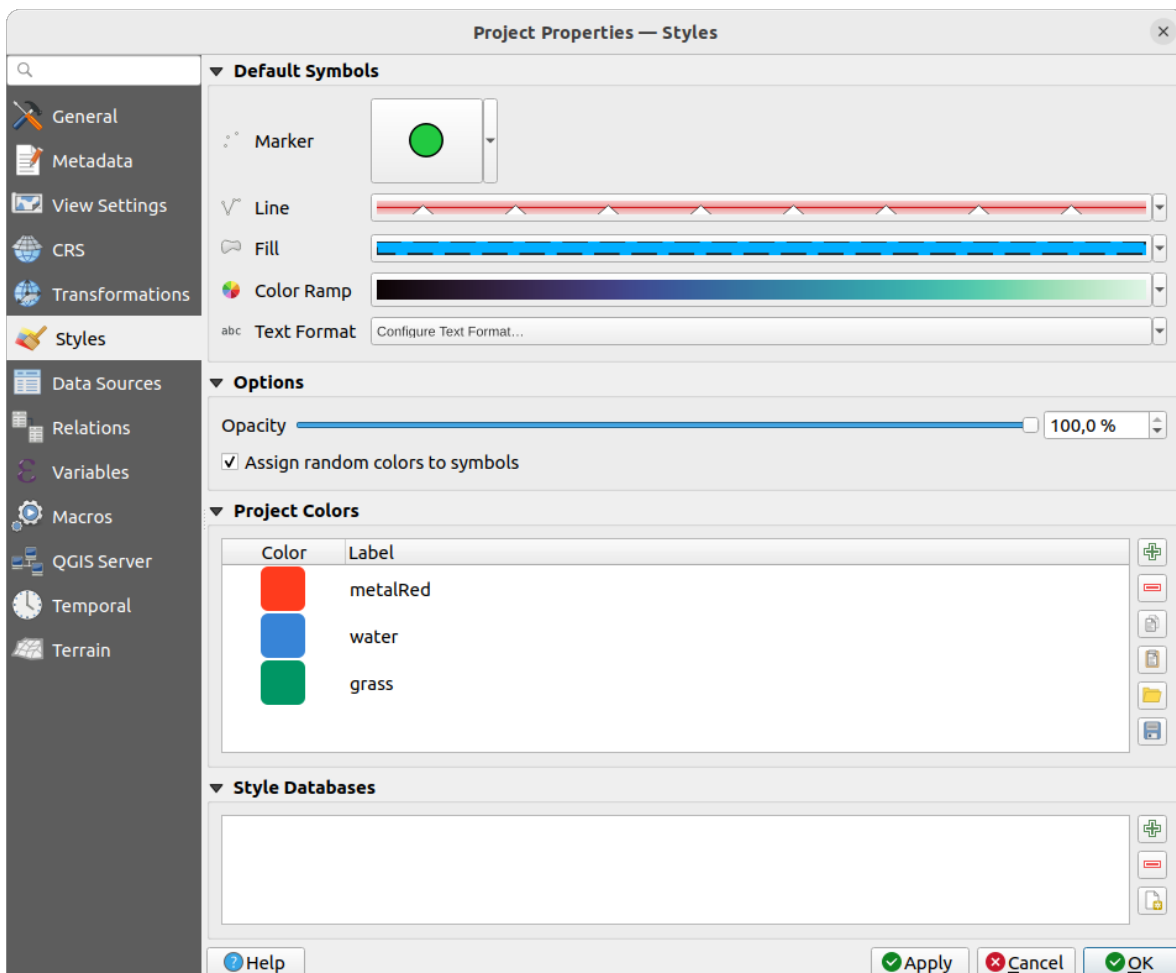 Project Properties — Styles
General
Metadata
View Settings
CRS
Transformations
Styles
Data Sources
Relations
Variables
Macros
QGIS Server
Temporal
Terrain
Default Symbols
Marker
Line
Fill
Color Ramp
abc Text Format Configure Text Format...
Options
Opacity 100,0 %
Assign random colors to symbols
Project Colors
Color Label
metalRed
water
grass
Style Databases
Help Apply Cancel OK